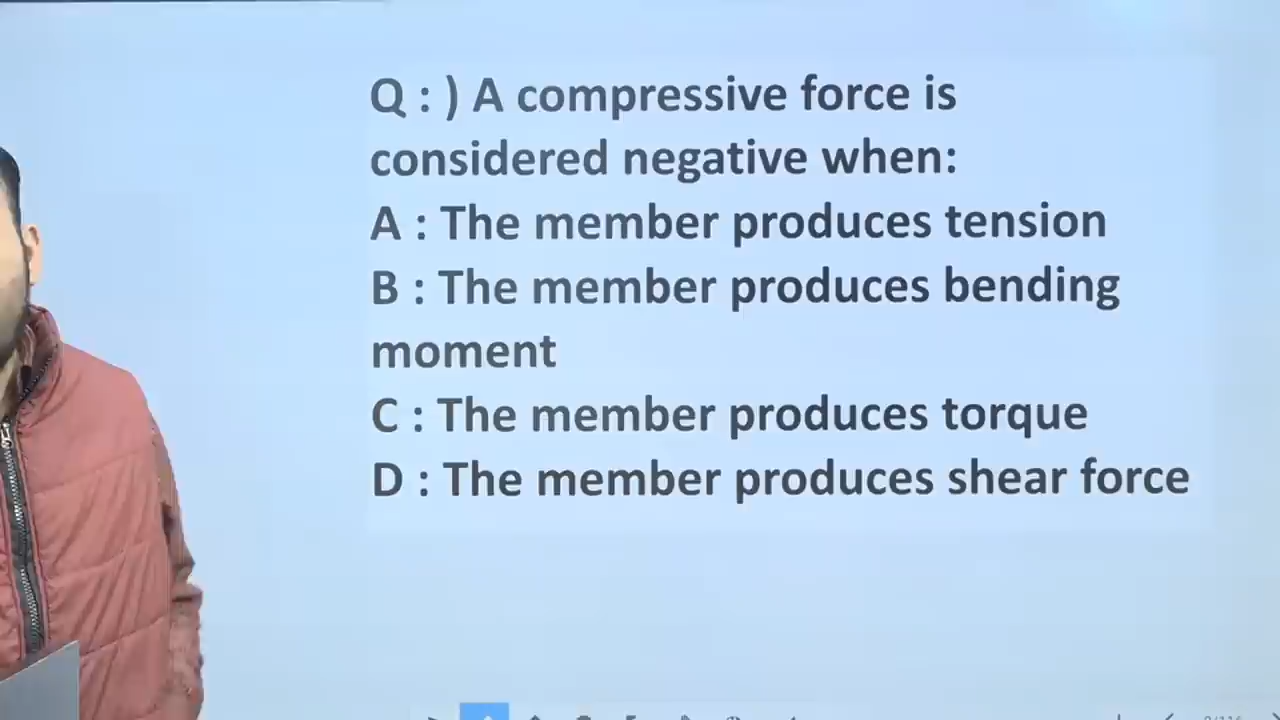 Q : ) A compressive force is
considered negative when:
A : The member produces tension
B : The member produces bending
moment
C : The member produces torque
D : The member produces shear force